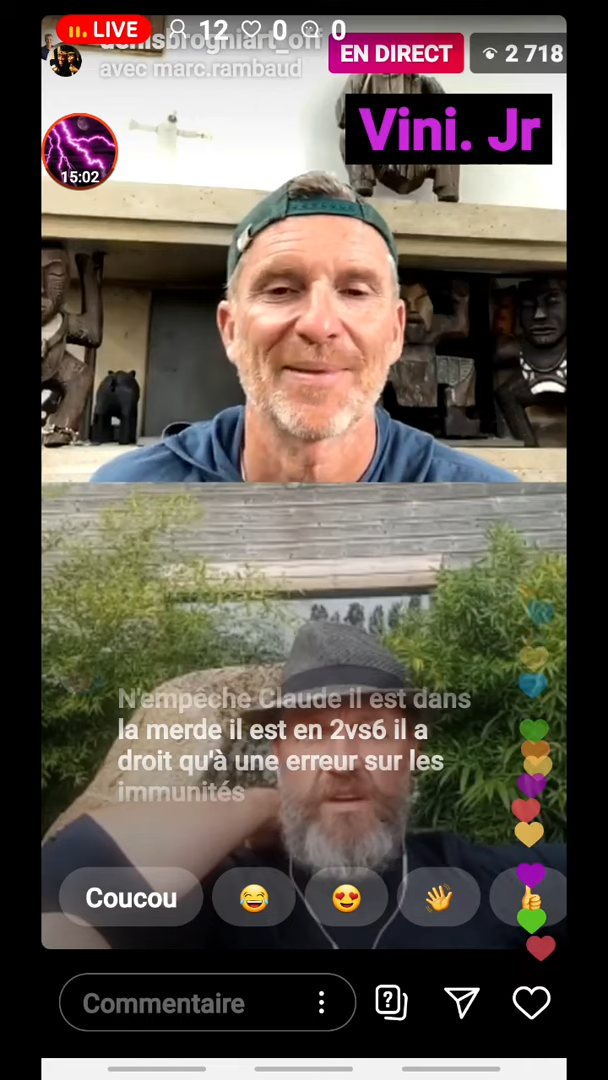 LIVE 12 0 0
denisbrogniart_off
avec marc.rambaud
EN DIRECT
2 718
Vini. Jr
15:02
N'empêche Claude il est dans
la merde il est en 2vs6 il a
droit qu'à une erreur sur les
immunités
Coucou
Commentaire